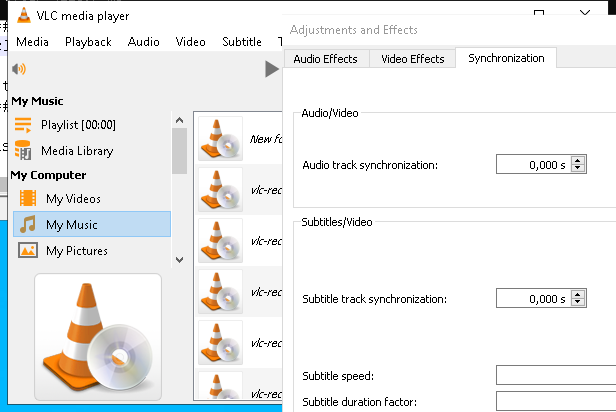 VLC media player
Media Playback Audio Video Subtitle T
My Music
Playlist [00:00]
Media Library
My Computer
My Videos
My Music
My Pictures
New fo
vlc-rec
vlc-rec
vlc-rec
vlc-rec
vlc-rec
Adjustments and Effects
Audio Effects Video Effects Synchronization
Audio/Video
Audio track synchronization: 0,000 s
Subtitles/Video
Subtitle track synchronization: 0,000 s
Subtitle speed:
Subtitle duration factor: